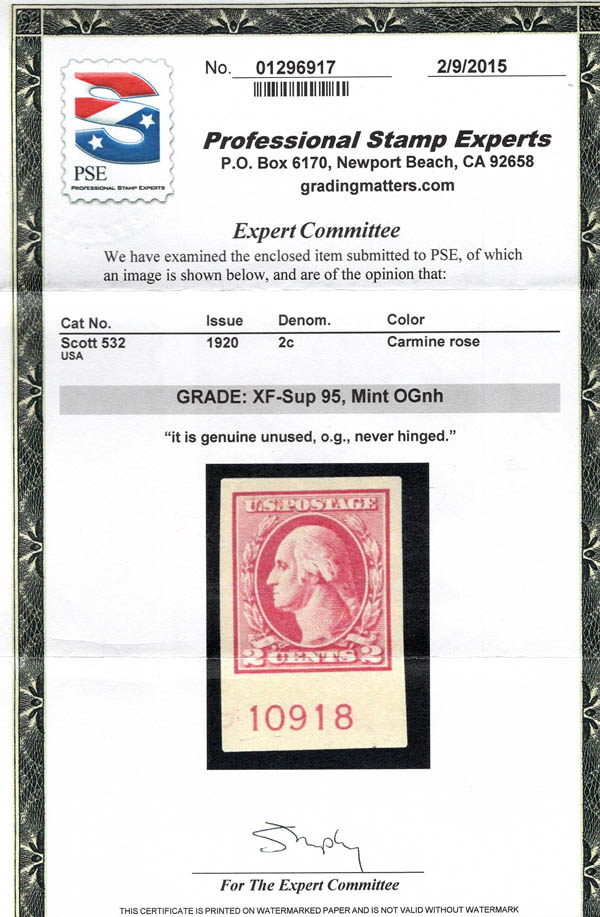 No. 01296917 2/9/2015
PSE
PROFESSIONAL STAMP EXPERTS
Professional Stamp Experts
P.O. Box 6170, Newport Beach, CA 92658
gradingmatters.com
Expert Committee
We have examined the enclosed item submitted to PSE, of which
an image is shown below, and are of the opinion that:
Cat No. Issue Denom. Color
Scott 532 1920 2c Carmine rose
USA
GRADE: XF-Sup 95, Mint OGnh
“it is genuine unused, o.g., never hinged.”
U.S. POSTAGE
2 CENTS 2
10918
For The Expert Committee
THIS CERTIFICATE IS PRINTED ON WATERMARKED PAPER AND IS NOT VALID WITHOUT WATERMARK